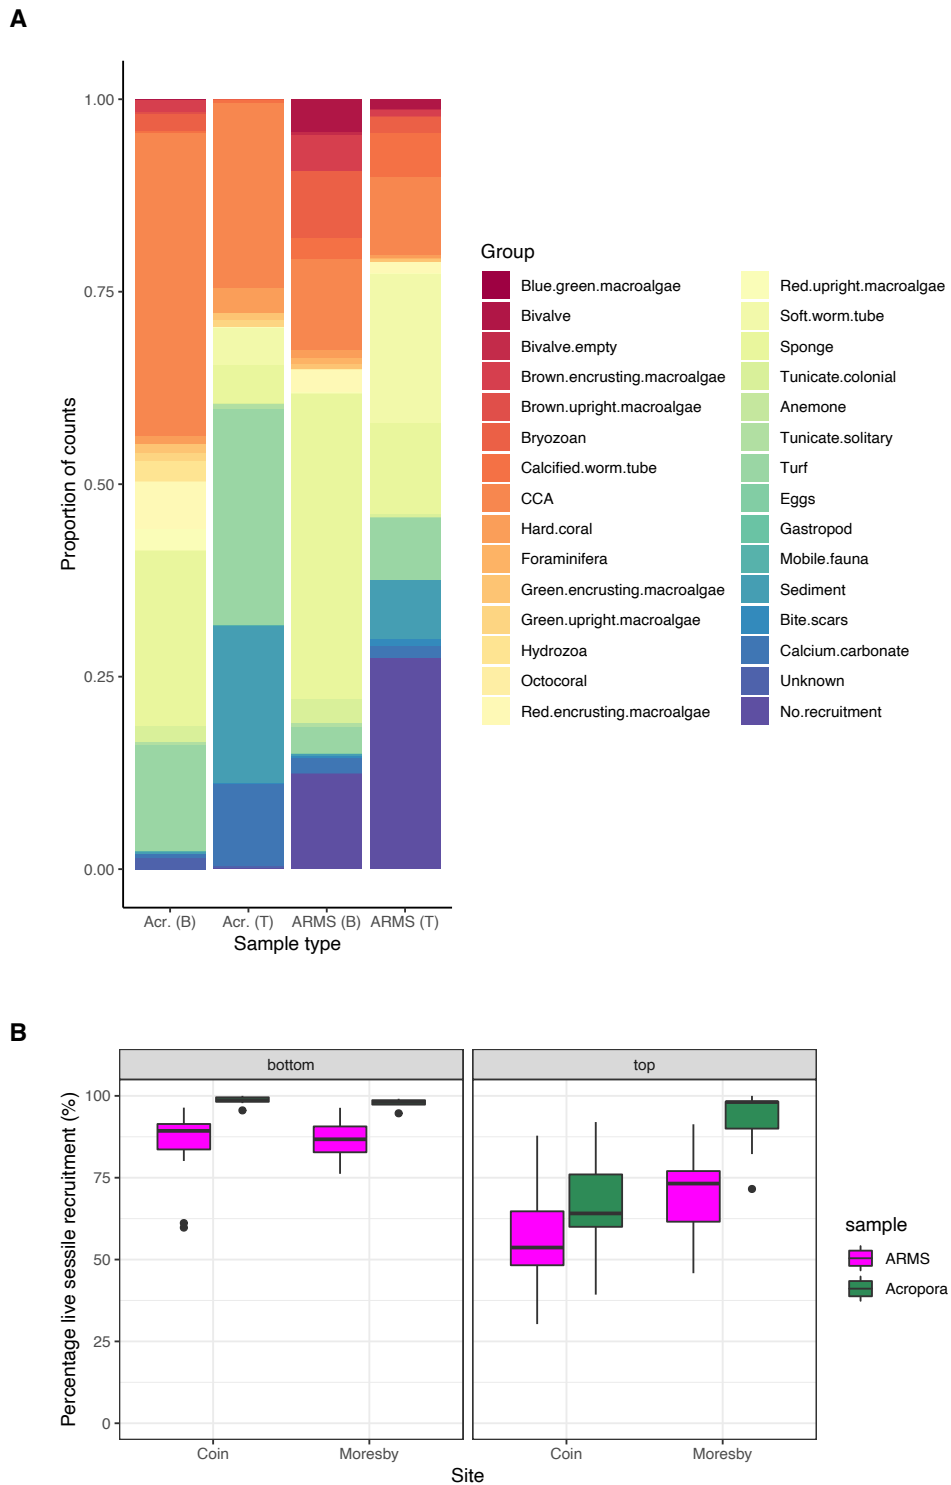 A
1.00
0.75
0.50
0.25
0.00
Proportion of counts
Acr. (B) Acr. (T) ARMS (B) ARMS (T)
Sample type
Group
Blue.green.macroalgae
Bivalve
Bivalve.empty
Brown.encrusting.macroalgae
Brown.upright.macroalgae
Bryozoan
Calcified.worm.tube
CCA
Hard.coral
Foraminifera
Green.encrusting.macroalgae
Green.upright.macroalgae
Hydrozoa
Octocoral
Red.encrusting.macroalgae
Red.upright.macroalgae
Soft.worm.tube
Sponge
Tunicate.colonial
Anemone
Tunicate.solitary
Turf
Eggs
Gastropod
Mobile.fauna
Sediment
Bite.scars
Calcium.carbonate
Unknown
No.recruitment
B
bottom
top
100
75
50
25
0
Percentage live sessile recruitment (%)
Coin Moresby
Coin Moresby
Site
sample
ARMS
Acropora